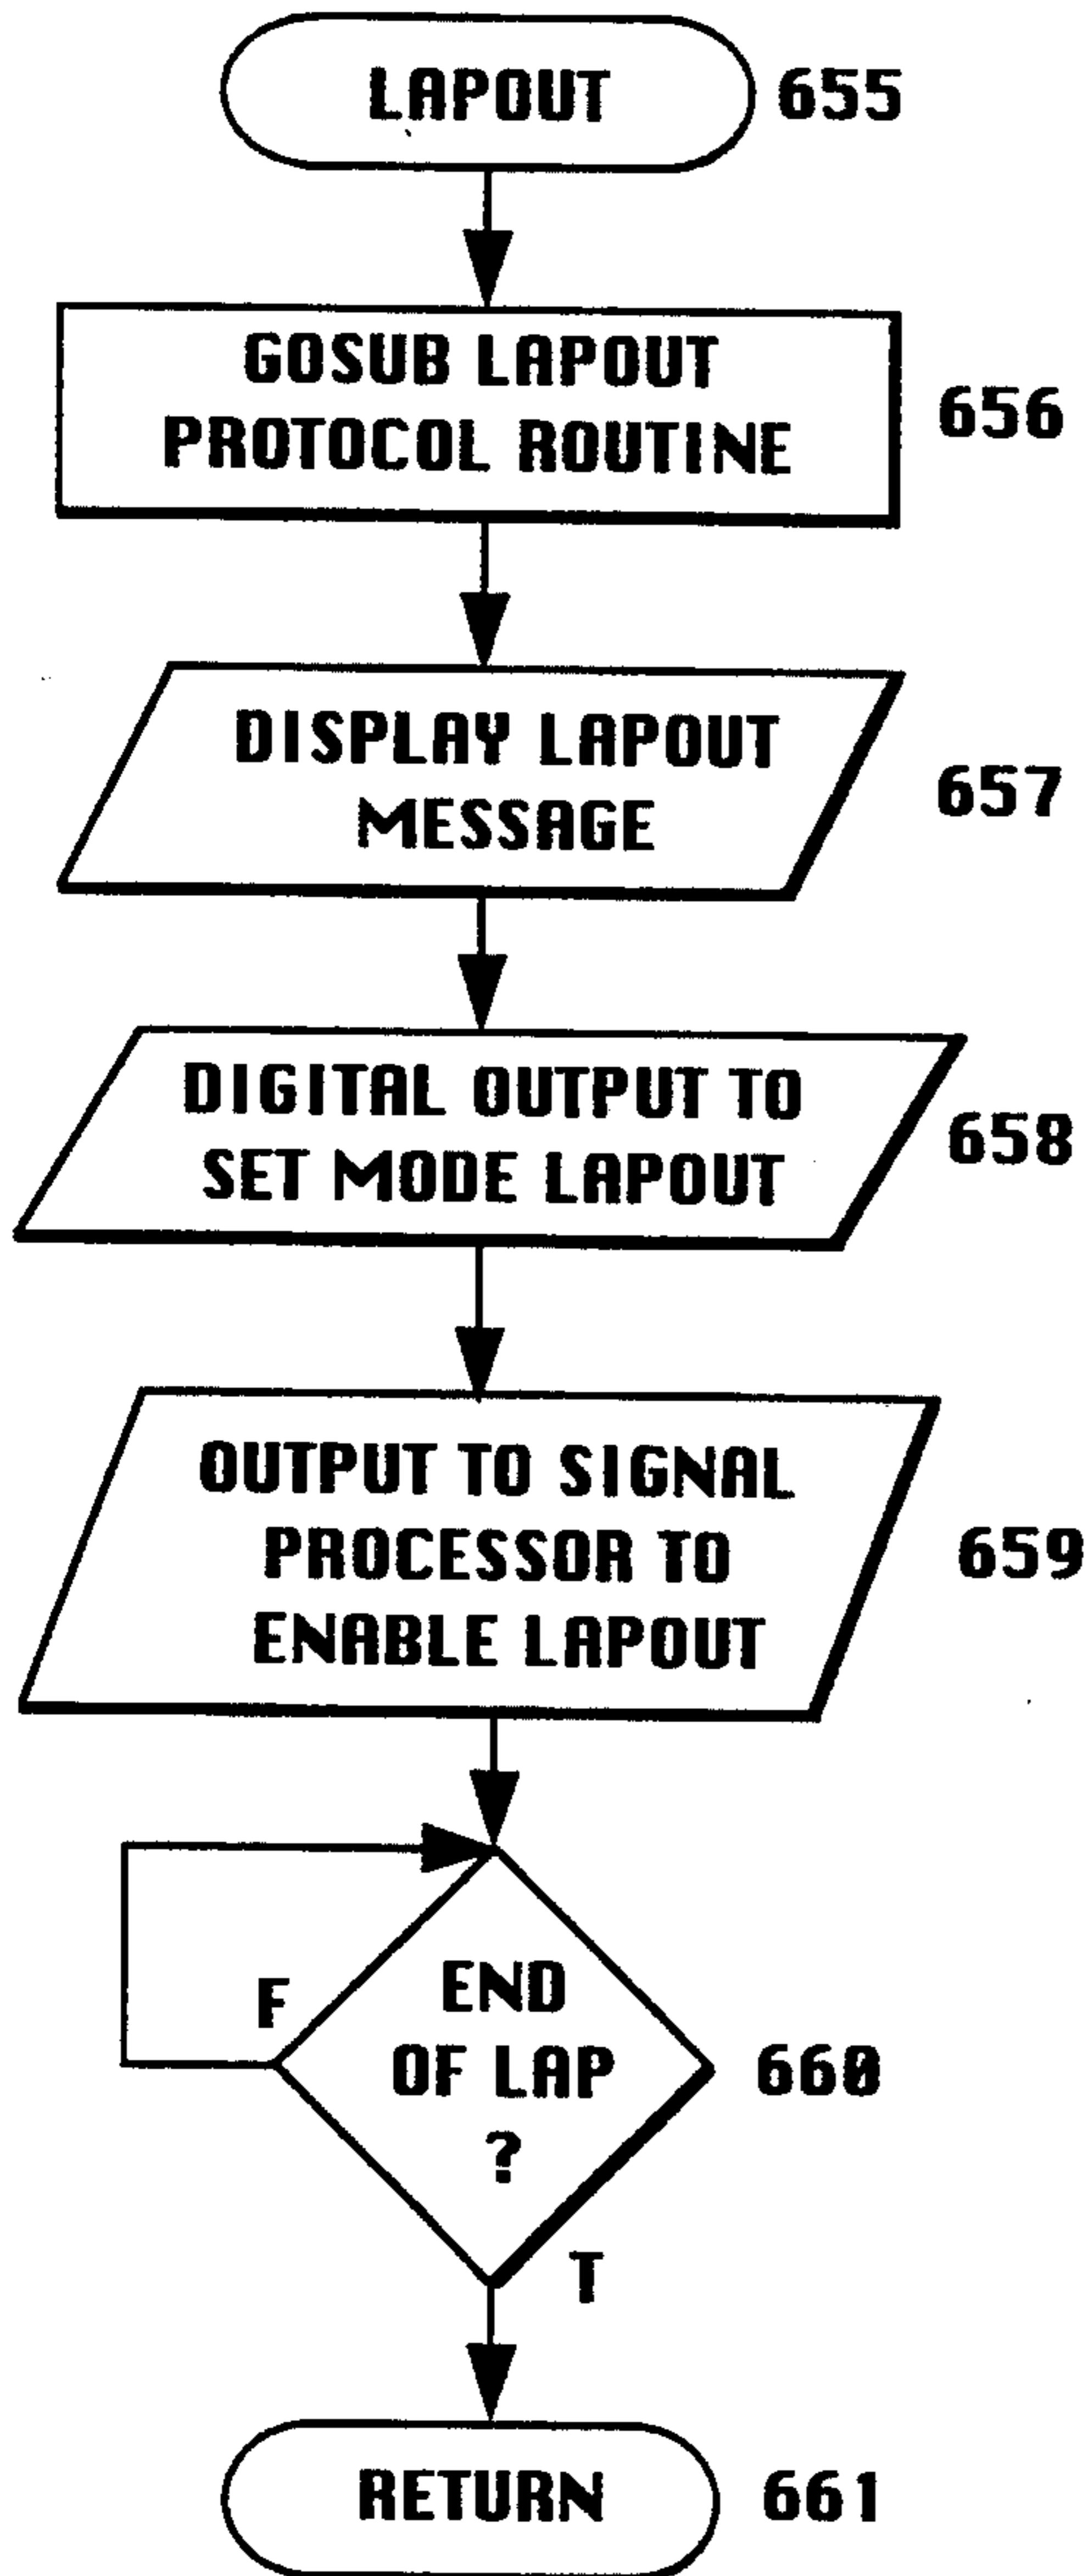 LAPOUT 655
GOSUB LAPOUT
PROTOCOL ROUTINE
656
DISPLAY LAPOUT
MESSAGE
657
DIGITAL OUTPUT TO
SET MODE LAPOUT
658
OUTPUT TO SIGNAL
PROCESSOR TO
ENABLE LAPOUT
659
F
END
OF LAP
?
660
T
RETURN 661